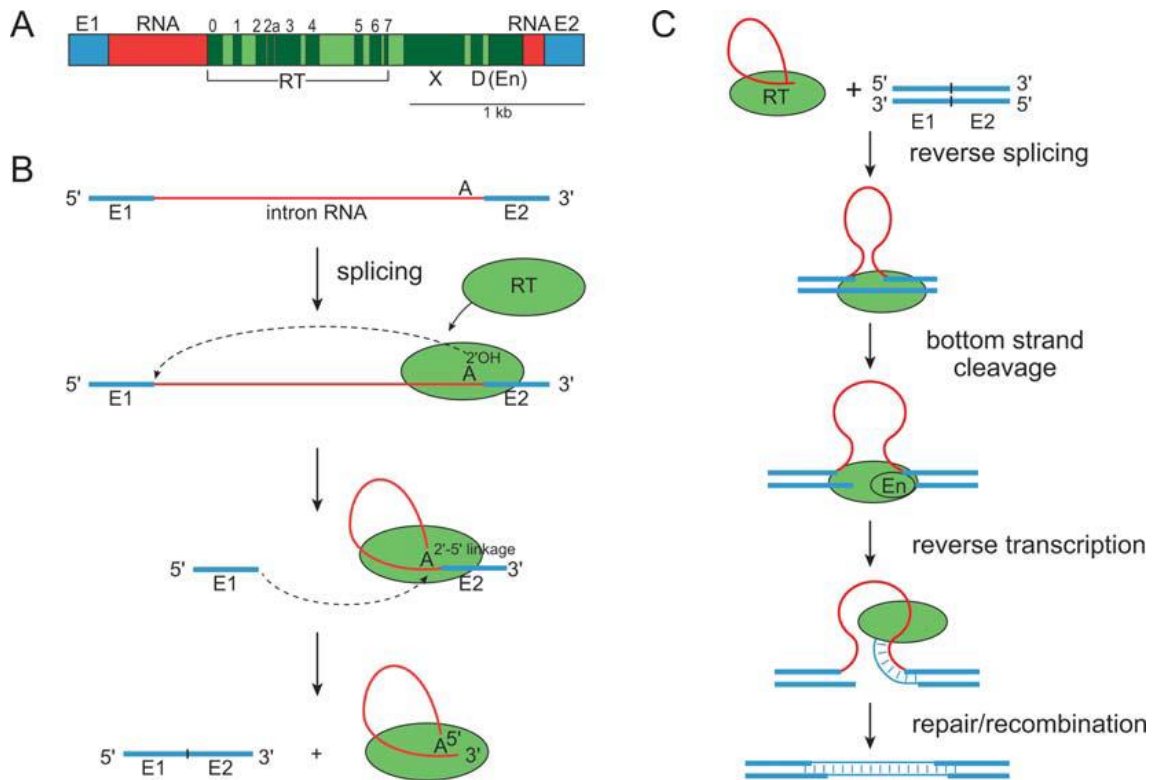 A
E1 RNA 0 1 2 2a 3 4 5 6 7 RNA E2
RT X D (En)
1 kb
B
5' E1 intron RNA A E2 3'
splicing
RT
2'OH
5' E1 A E2 3'
5' E1 A 2'-5' linkage E2 3'
5' E1 E2 3' + A 5' 3'
C
RT + 5' 3'
3' 5'
E1 E2
reverse splicing
bottom strand
cleavage
En
reverse transcription
repair/recombination